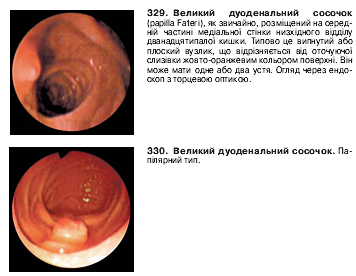 329. Великий дуоденальний сосочок
(papilla Fateri), як звичайно, розміщений на серед-
ній частині медіальної стінки низхідного відділу
дванадцятипалої кишки. Типово це випнутий або
плоский вузлик, що відрізняється від оточуючої
слизівки жовто-оранжевим кольором поверхні. Він
може мати одне або два устя. Огляд через ендо-
скоп з торцевою оптикою.
330. Великий дуоденальний сосочок. Па-
пілярний тип.